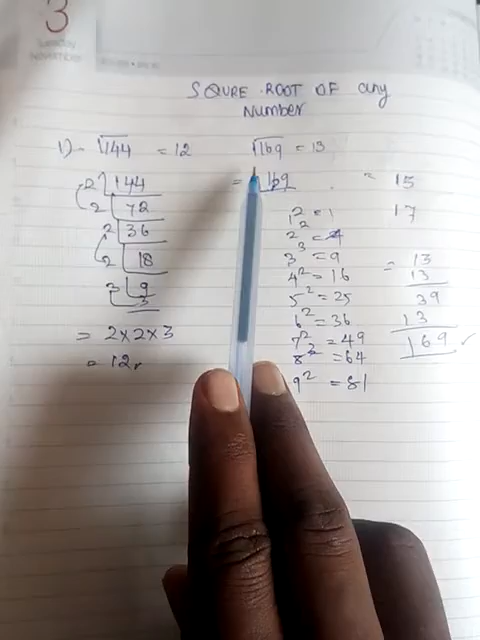 3
Tuesday
November
SQURE ROOT OF any
Number
1) - √144 = 12
2 | 144
2 | 72
2 | 36
2 | 18
3 | 9
3
= 2×2×3
= 12
√169 = 13
= 169
1² = 1
2² = 4
3² = 9
4² = 16
5² = 25
6² = 36
7² = 49
8² = 64
9² = 81
= 15
17
= 13
13
39
13
169